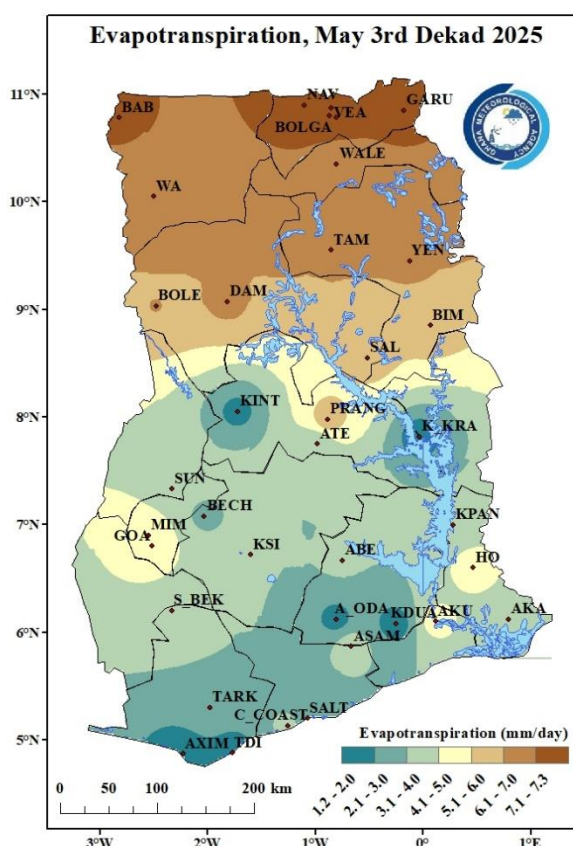 Evapotranspiration, May 3rd Dekad 2025
11°N
10°N
9°N
8°N
7°N
6°N
5°N
NAV
BAB
VEA
GARU
BOLGA
WALE
GHANA METEOROLOGICAL AGENCY
WA
TAM
YEN
BOLE
DAM
BIM
SAL
KINT
PRANG
K_KRA
ATE
SUN
BECH
KPAN
GOA
MIM
KSI
ABE
HO
S_BEK
A_ODA
KDUA
AKU
AKA
ASAM
TARK
SALT
C_COAST
AXIM
TDI
Evapotranspiration (mm/day)
1.2 - 2.0
2.1 - 3.0
3.1 - 4.0
4.1 - 5.0
5.1 - 6.0
6.1 - 7.0
7.1 - 7.3
0 100 200 km
3°W 2°W 1°W 0° 1°E